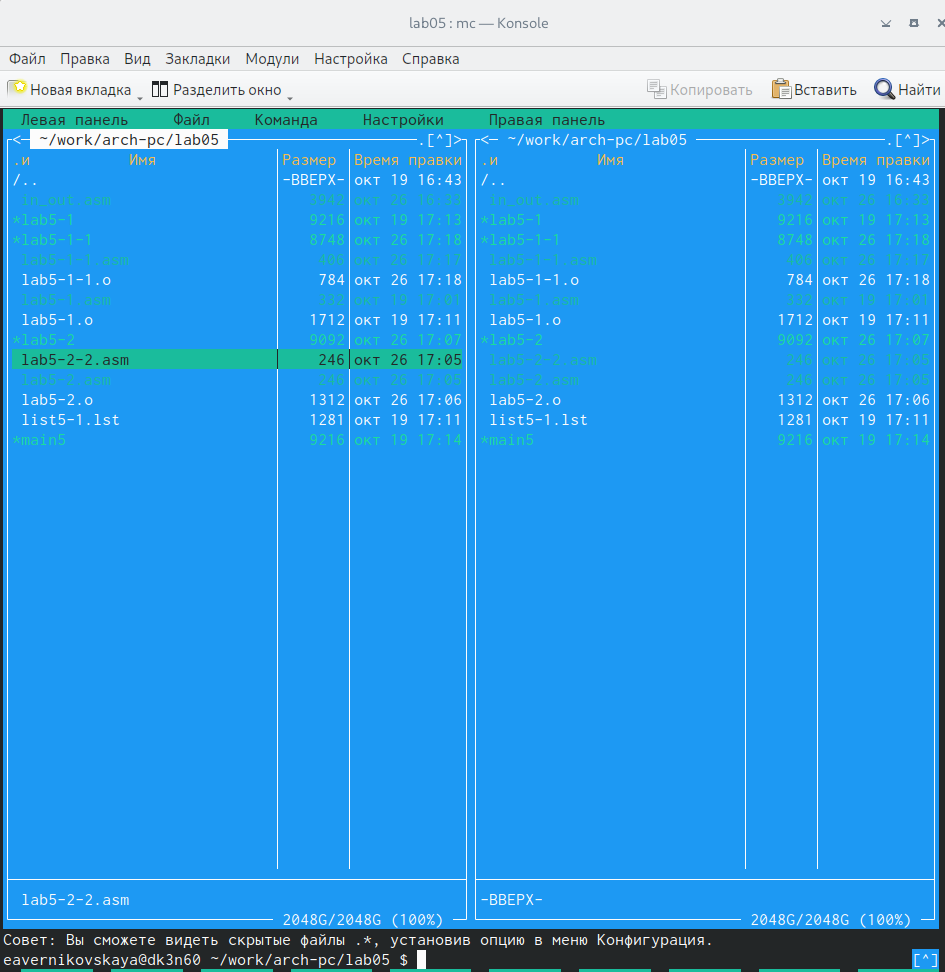 lab05 : mc — Konsole
Файл Правка Вид Закладки Модули Настройка Справка
Новая вкладка Разделить окно Копировать Вставить Найти
Левая панель Файл Команда Настройки Правая панель
<— ~/work/arch-pc/lab05 .[^]> <— ~/work/arch-pc/lab05 .[^]>
.и Имя Размер Время правки .и Имя Размер Время правки
/.. -ВВЕРХ- окт 19 16:43 /.. -ВВЕРХ- окт 19 16:43
in_out.asm 3942 окт 26 16:33 in_out.asm 3942 окт 26 16:33
*lab5-1 9216 окт 19 17:13 *lab5-1 9216 окт 19 17:13
*lab5-1-1 8748 окт 26 17:18 *lab5-1-1 8748 окт 26 17:18
lab5-1-1.asm 406 окт 26 17:17 lab5-1-1.asm 406 окт 26 17:17
lab5-1-1.o 784 окт 26 17:18 lab5-1-1.o 784 окт 26 17:18
lab5-1.asm 332 окт 19 17:01 lab5-1.asm 332 окт 19 17:01
lab5-1.o 1712 окт 19 17:11 lab5-1.o 1712 окт 19 17:11
*lab5-2 9092 окт 26 17:07 *lab5-2 9092 окт 26 17:07
lab5-2-2.asm 246 окт 26 17:05 lab5-2-2.asm 246 окт 26 17:05
lab5-2.asm 246 окт 26 17:05 lab5-2.asm 246 окт 26 17:05
lab5-2.o 1312 окт 26 17:06 lab5-2.o 1312 окт 26 17:06
list5-1.lst 1281 окт 19 17:11 list5-1.lst 1281 окт 19 17:11
*main5 9216 окт 19 17:14 *main5 9216 окт 19 17:14
lab5-2-2.asm -ВВЕРХ-
2048G/2048G (100%) 2048G/2048G (100%)
Совет: Вы сможете видеть скрытые файлы .*, установив опцию в меню Конфигурация.
eavernikovskaya@dk3n60 ~/work/arch-pc/lab05 $ [^]